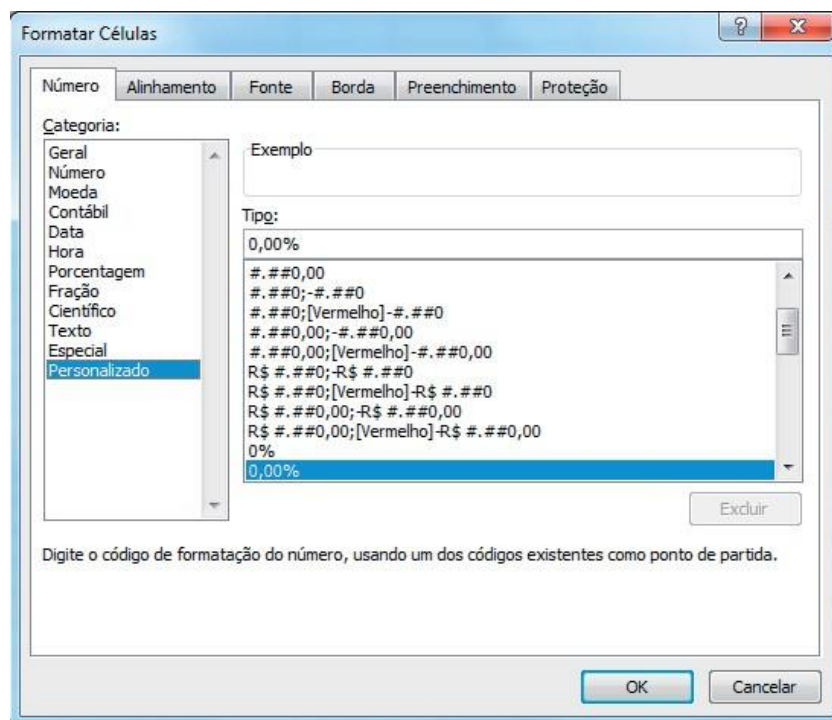 Formatar Células
Número Alinhamento Fonte Borda Preenchimento Proteção
Categoria:
Geral
Número
Moeda
Contábil
Data
Hora
Porcentagem
Fração
Científico
Texto
Especial
Personalizado
Exemplo
Tipo:
0,00%
#.##0,00
#.##0;-#.##0
#.##0;[Vermelho]-#.##0
#.##0,00;-#.##0,00
#.##0,00;[Vermelho]-#.##0,00
R$ #.##0;-R$ #.##0
R$ #.##0;[Vermelho]-R$ #.##0
R$ #.##0,00;-R$ #.##0,00
R$ #.##0,00;[Vermelho]-R$ #.##0,00
0%
0,00%
Excluir
Digite o código de formatação do número, usando um dos códigos existentes como ponto de partida.
OK Cancelar